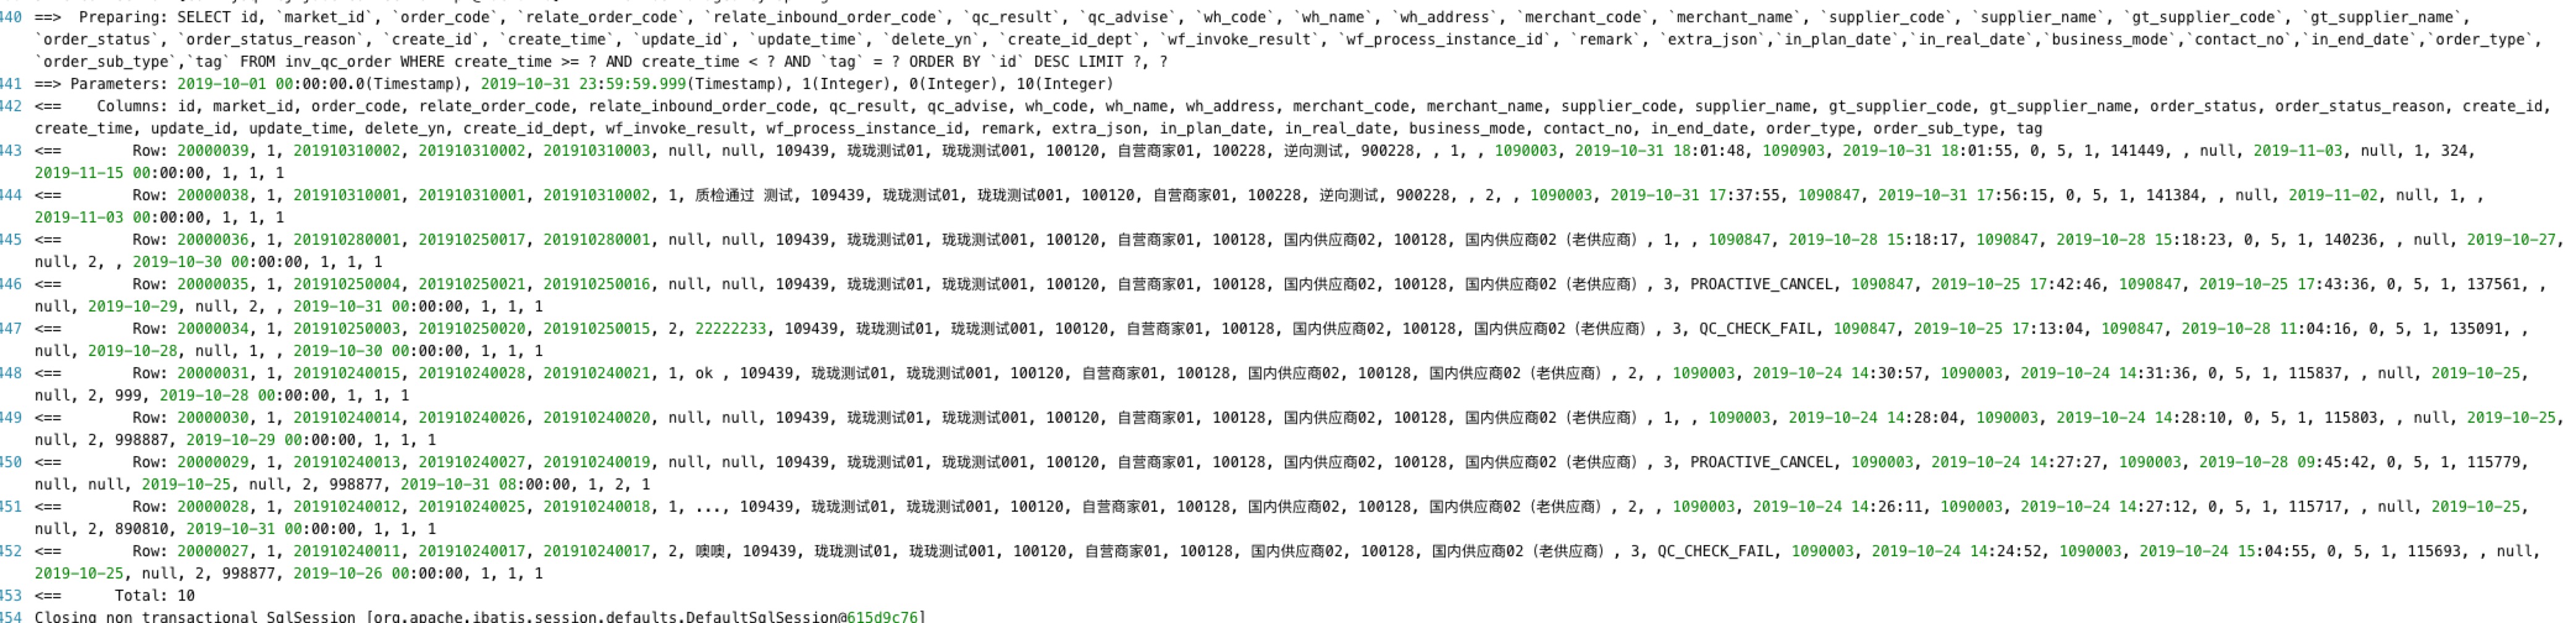 440 ==>  Preparing: SELECT id, `market_id`, `order_code`, `relate_order_code`, `relate_inbound_order_code`, `qc_result`, `qc_advise`, `wh_code`, `wh_name`, `wh_address`, `merchant_code`, `merchant_name`, `supplier_code`, `supplier_name`, `gt_supplier_code`, `gt_supplier_name`,
`order_status`, `order_status_reason`, `create_id`, `create_time`, `update_id`, `update_time`, `delete_yn`, `create_id_dept`, `wf_invoke_result`, `wf_process_instance_id`, `remark`, `extra_json`,`in_plan_date`,`in_real_date`,`business_mode`,`contact_no`,`in_end_date`,`order_type`,
`order_sub_type`,`tag` FROM inv_qc_order WHERE create_time >= ? AND create_time < ? AND `tag` = ? ORDER BY `id` DESC LIMIT ?, ?
441 ==> Parameters: 2019-10-01 00:00:00.0(Timestamp), 2019-10-31 23:59:59.999(Timestamp), 1(Integer), 0(Integer), 10(Integer)
442 <==    Columns: id, market_id, order_code, relate_order_code, relate_inbound_order_code, qc_result, qc_advise, wh_code, wh_name, wh_address, merchant_code, merchant_name, supplier_code, supplier_name, gt_supplier_code, gt_supplier_name, order_status, order_status_reason, create_id,
create_time, update_id, update_time, delete_yn, create_id_dept, wf_invoke_result, wf_process_instance_id, remark, extra_json, in_plan_date, in_real_date, business_mode, contact_no, in_end_date, order_type, order_sub_type, tag
443 <==        Row: 20000039, 1, 201910310002, 201910310002, 201910310003, null, null, 109439, 珑珑测试01, 珑珑测试001, 100120, 自营商家01, 100228, 逆向测试, 900228, , 1, , 1090003, 2019-10-31 18:01:48, 1090903, 2019-10-31 18:01:55, 0, 5, 1, 141449, , null, 2019-11-03, null, 1, 324,
2019-11-15 00:00:00, 1, 1, 1
444 <==        Row: 20000038, 1, 201910310001, 201910310001, 201910310002, 1, 质检通过 测试, 109439, 珑珑测试01, 珑珑测试001, 100120, 自营商家01, 100228, 逆向测试, 900228, , 2, , 1090003, 2019-10-31 17:37:55, 1090847, 2019-10-31 17:56:15, 0, 5, 1, 141384, , null, 2019-11-02, null, 1, ,
2019-11-03 00:00:00, 1, 1, 1
445 <==        Row: 20000036, 1, 201910280001, 201910250017, 201910280001, null, null, 109439, 珑珑测试01, 珑珑测试001, 100120, 自营商家01, 100128, 国内供应商02, 100128, 国内供应商02（老供应商）, 1, , 1090847, 2019-10-28 15:18:17, 1090847, 2019-10-28 15:18:23, 0, 5, 1, 140236, , null, 2019-10-27,
null, 2, , 2019-10-30 00:00:00, 1, 1, 1
446 <==        Row: 20000035, 1, 201910250004, 201910250021, 201910250016, null, null, 109439, 珑珑测试01, 珑珑测试001, 100120, 自营商家01, 100128, 国内供应商02, 100128, 国内供应商02（老供应商）, 3, PROACTIVE_CANCEL, 1090847, 2019-10-25 17:42:46, 1090847, 2019-10-25 17:43:36, 0, 5, 1, 137561, ,
null, 2019-10-29, null, 2, , 2019-10-31 00:00:00, 1, 1, 1
447 <==        Row: 20000034, 1, 201910250003, 201910250020, 201910250015, 2, 22222233, 109439, 珑珑测试01, 珑珑测试001, 100120, 自营商家01, 100128, 国内供应商02, 100128, 国内供应商02（老供应商）, 3, QC_CHECK_FAIL, 1090847, 2019-10-25 17:13:04, 1090847, 2019-10-28 11:04:16, 0, 5, 1, 135091, ,
null, 2019-10-28, null, 1, , 2019-10-30 00:00:00, 1, 1, 1
448 <==        Row: 20000031, 1, 201910240015, 201910240028, 201910240021, 1, ok , 109439, 珑珑测试01, 珑珑测试001, 100120, 自营商家01, 100128, 国内供应商02, 100128, 国内供应商02（老供应商）, 2, , 1090003, 2019-10-24 14:30:57, 1090003, 2019-10-24 14:31:36, 0, 5, 1, 115837, , null, 2019-10-25,
null, 2, 999, 2019-10-28 00:00:00, 1, 1, 1
449 <==        Row: 20000030, 1, 201910240014, 201910240026, 201910240020, null, null, 109439, 珑珑测试01, 珑珑测试001, 100120, 自营商家01, 100128, 国内供应商02, 100128, 国内供应商02（老供应商）, 1, , 1090003, 2019-10-24 14:28:04, 1090003, 2019-10-24 14:28:10, 0, 5, 1, 115803, , null, 2019-10-25,
null, 2, 998887, 2019-10-29 00:00:00, 1, 1, 1
450 <==        Row: 20000029, 1, 201910240013, 201910240027, 201910240019, null, null, 109439, 珑珑测试01, 珑珑测试001, 100120, 自营商家01, 100128, 国内供应商02, 100128, 国内供应商02（老供应商）, 3, PROACTIVE_CANCEL, 1090003, 2019-10-24 14:27:27, 1090003, 2019-10-28 09:45:42, 0, 5, 1, 115779,
null, null, 2019-10-25, null, 2, 998877, 2019-10-31 08:00:00, 1, 2, 1
451 <==        Row: 20000028, 1, 201910240012, 201910240025, 201910240018, 1, ..., 109439, 珑珑测试01, 珑珑测试001, 100120, 自营商家01, 100128, 国内供应商02, 100128, 国内供应商02（老供应商）, 2, , 1090003, 2019-10-24 14:26:11, 1090003, 2019-10-24 14:27:12, 0, 5, 1, 115717, , null, 2019-10-25,
null, 2, 890810, 2019-10-31 00:00:00, 1, 1, 1
452 <==        Row: 20000027, 1, 201910240011, 201910240017, 201910240017, 2, 噢噢, 109439, 珑珑测试01, 珑珑测试001, 100120, 自营商家01, 100128, 国内供应商02, 100128, 国内供应商02（老供应商）, 3, QC_CHECK_FAIL, 1090003, 2019-10-24 14:24:52, 1090003, 2019-10-24 15:04:55, 0, 5, 1, 115693, , null,
2019-10-25, null, 2, 998877, 2019-10-26 00:00:00, 1, 1, 1
453 <==      Total: 10
454 Closing non transactional SqlSession [org.apache.ibatis.session.defaults.DefaultSqlSession@615d9c76]